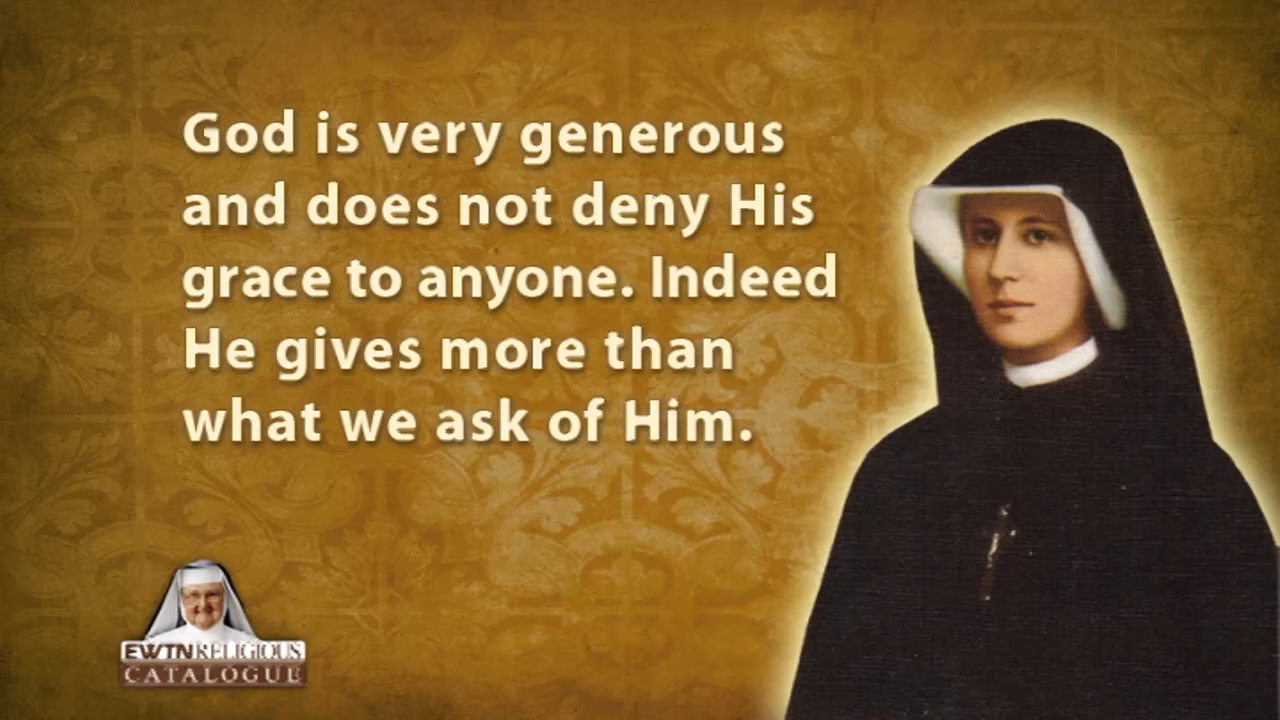 God is very generous
and does not deny His
grace to anyone. Indeed
He gives more than
what we ask of Him.
EWTN RELIGIOUS
CATALOGUE